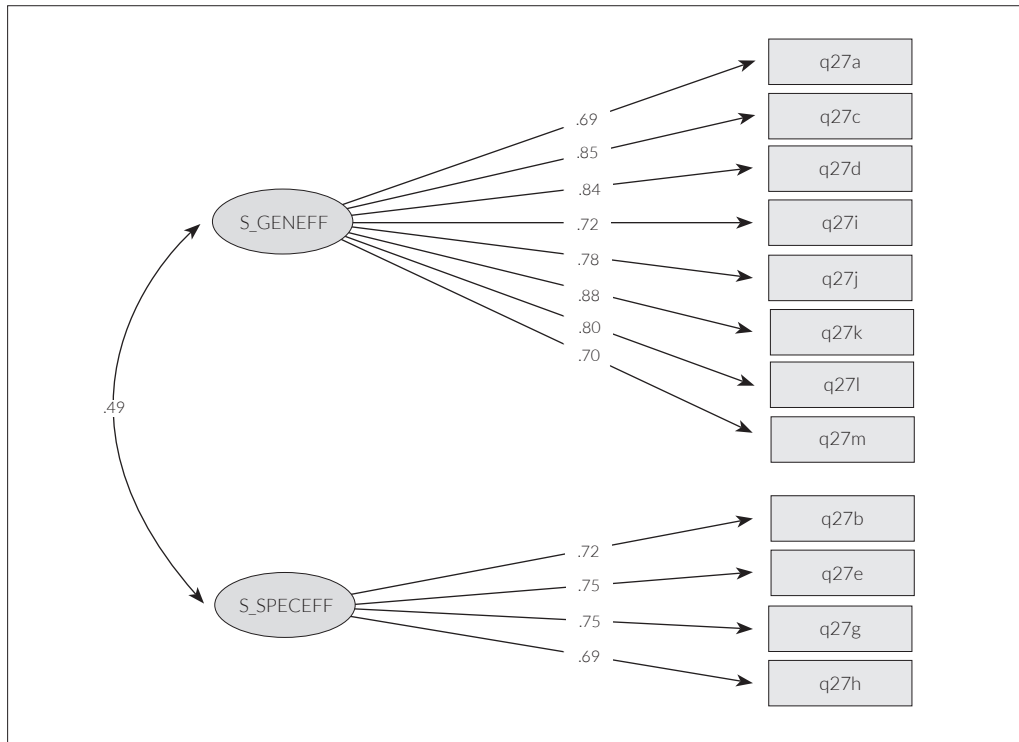 S_GENEFF
.69
q27a
.85
q27c
.84
q27d
.72
q27i
.78
q27j
.88
q27k
.80
q27l
.70
q27m
.49
S_SPECEFF
.72
q27b
.75
q27e
.75
q27g
.69
q27h